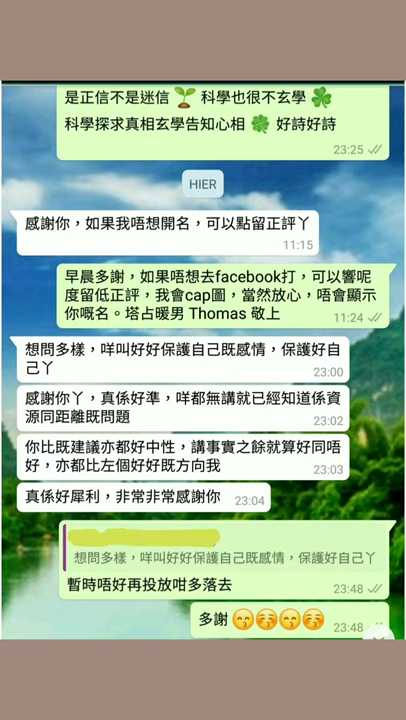 是正信不是迷信🌱 科學也很不玄學🍀
科學探求真相玄學告知心相🍀 好詩好詩
23:25
HIER
感謝你，如果我唔想開名，可以點留正評丫
11:15
早晨多謝，如果唔想去facebook打，可以響呢
度留低正評，我會cap圖，當然放心，唔會顯示
你嘅名。塔占暖男 Thomas 敬上
11:24
想問多樣，咩叫好好保護自己既感情，保護好自
己丫
23:00
感謝你丫，真係好準，咩都無講就已經知道係資
源同距離既問題
23:02
你比既建議亦都好中性，講事實之餘就算好同唔
好，亦都比左個好好既方向我
23:03
真係好犀利，非常非常感謝你
23:04
想問多樣，咩叫好好保護自己既感情，保護好自己丫
暫時唔好再投放咁多落去
23:48
多謝😙😚😙😚
23:48